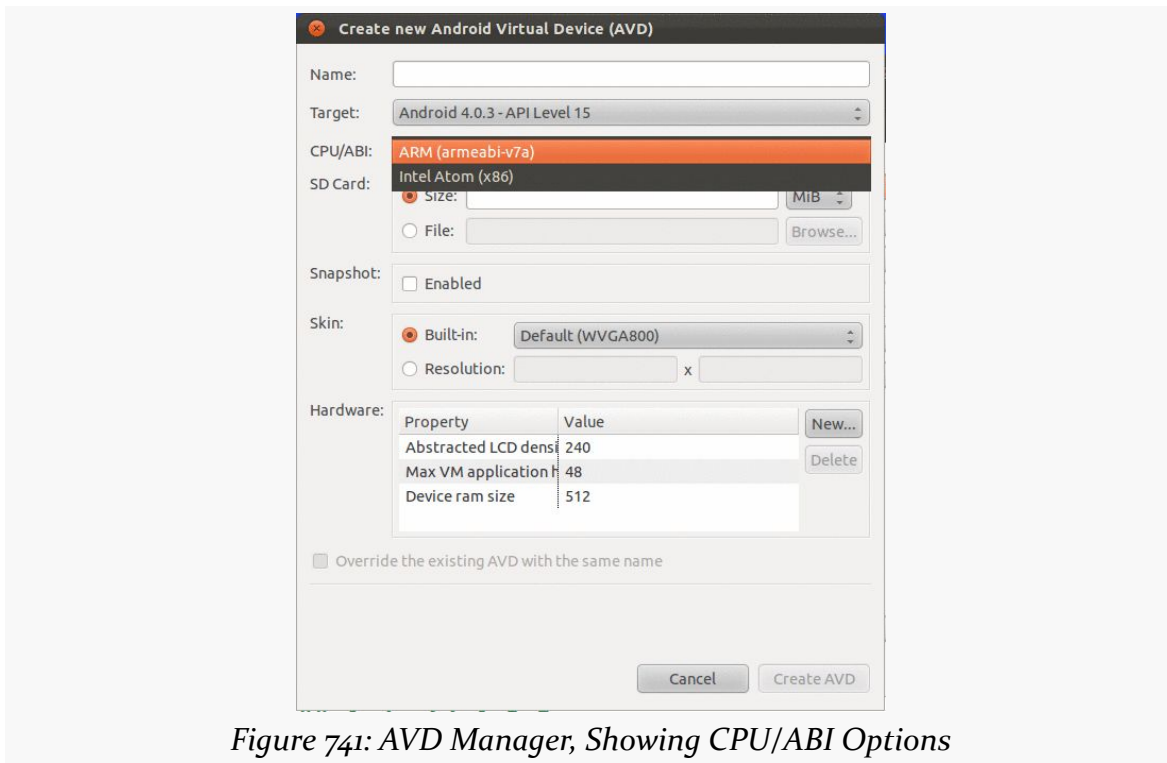 Create new Android Virtual Device (AVD)
Name:
Target: Android 4.0.3 - API Level 15
CPU/ABI: ARM (armeabi-v7a)
Intel Atom (x86)
SD Card:
Size: MiB
File: Browse...
Snapshot:
Enabled
Skin:
Built-in: Default (WVGA800)
Resolution: x
Hardware:
Property Value New...
Abstracted LCD densi 240
Delete
Max VM application h 48
Device ram size 512
Override the existing AVD with the same name
Cancel Create AVD
Figure 741: AVD Manager, Showing CPU/ABI Options